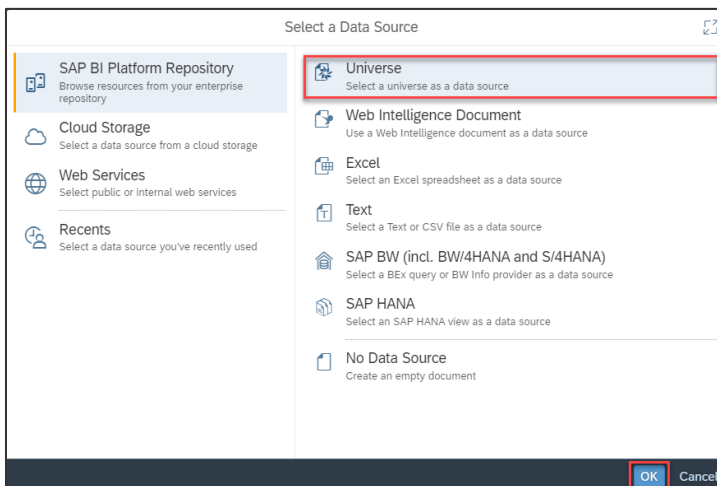 Select a Data Source
SAP BI Platform Repository
Browse resources from your enterprise
repository
Cloud Storage
Select a data source from a cloud storage
Web Services
Select public or internal web services
Recents
Select a data source you've recently used
Universe
Select a universe as a data source
Web Intelligence Document
Use a Web Intelligence document as a data source
Excel
Select an Excel spreadsheet as a data source
Text
Select a Text or CSV file as a data source
SAP BW (incl. BW/4HANA and S/4HANA)
Select a BEx query or BW Info provider as a data source
SAP HANA
Select an SAP HANA view as a data source
No Data Source
Create an empty document
OK Cancel